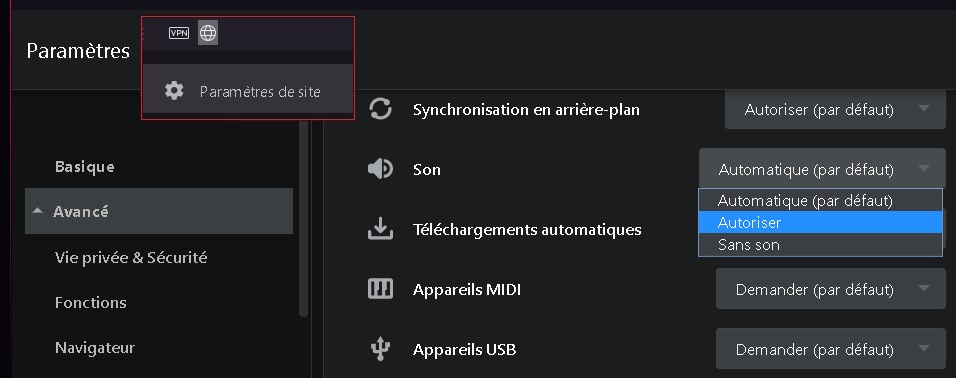 Paramètres
VPN
Paramètres de site
Basique
Avancé
Vie privée & Sécurité
Fonctions
Navigateur
Synchronisation en arrière-plan
Autoriser (par défaut)
Son
Automatique (par défaut)
Automatique (par défaut)
Autoriser
Sans son
Téléchargements automatiques
Appareils MIDI
Demander (par défaut)
Appareils USB
Demander (par défaut)